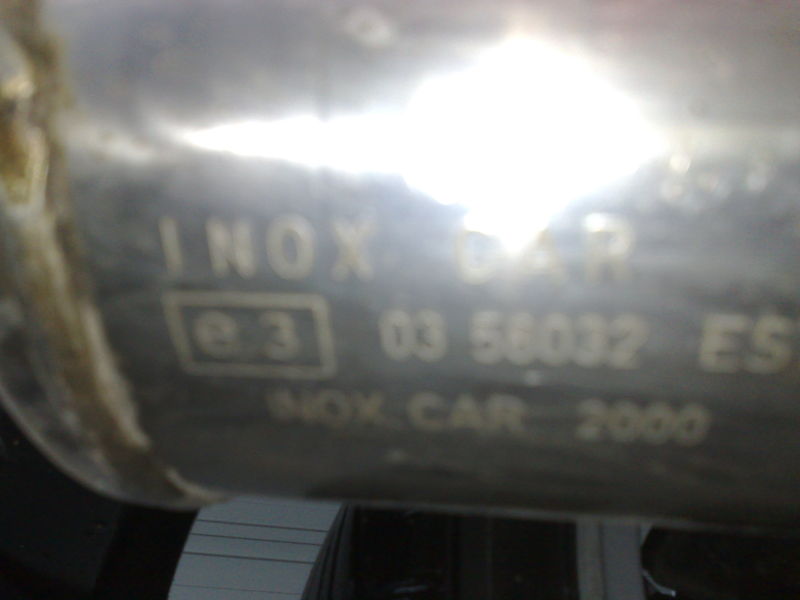 INOX CAR
e3 03 56032 ES
INOX CAR 2000